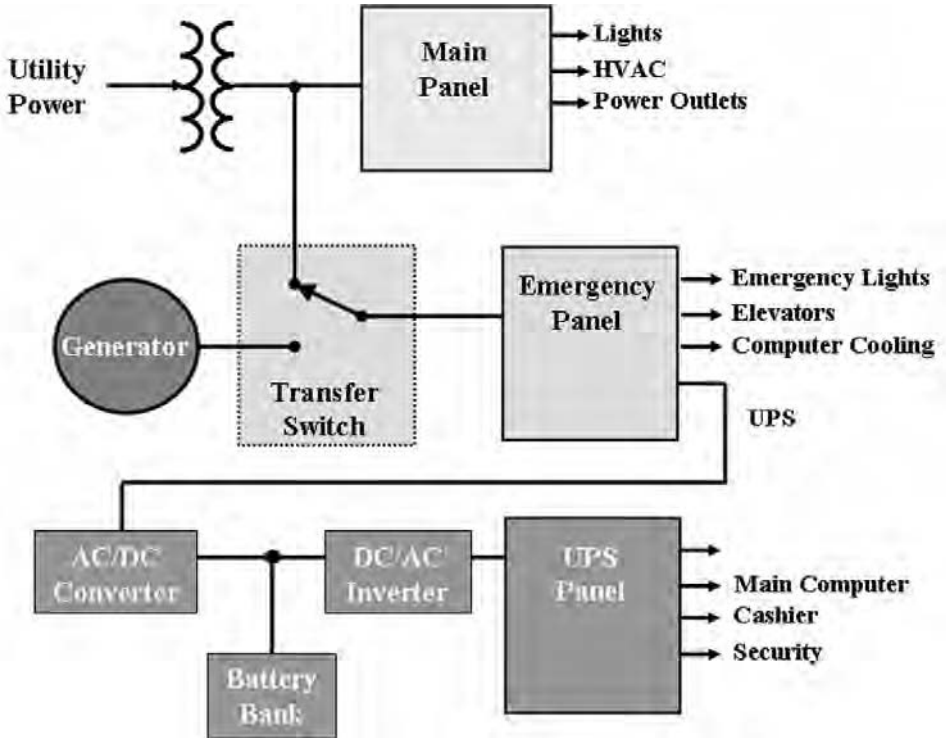 Utility
Power
Main
Panel
Lights
HVAC
Power Outlets
Generator
Transfer
Switch
Emergency
Panel
Emergency Lights
Elevators
Computer Cooling
UPS
AC/DC
Converter
DC/AC
Inverter
UPS
Panel
Main Computer
Cashier
Security
Battery
Bank